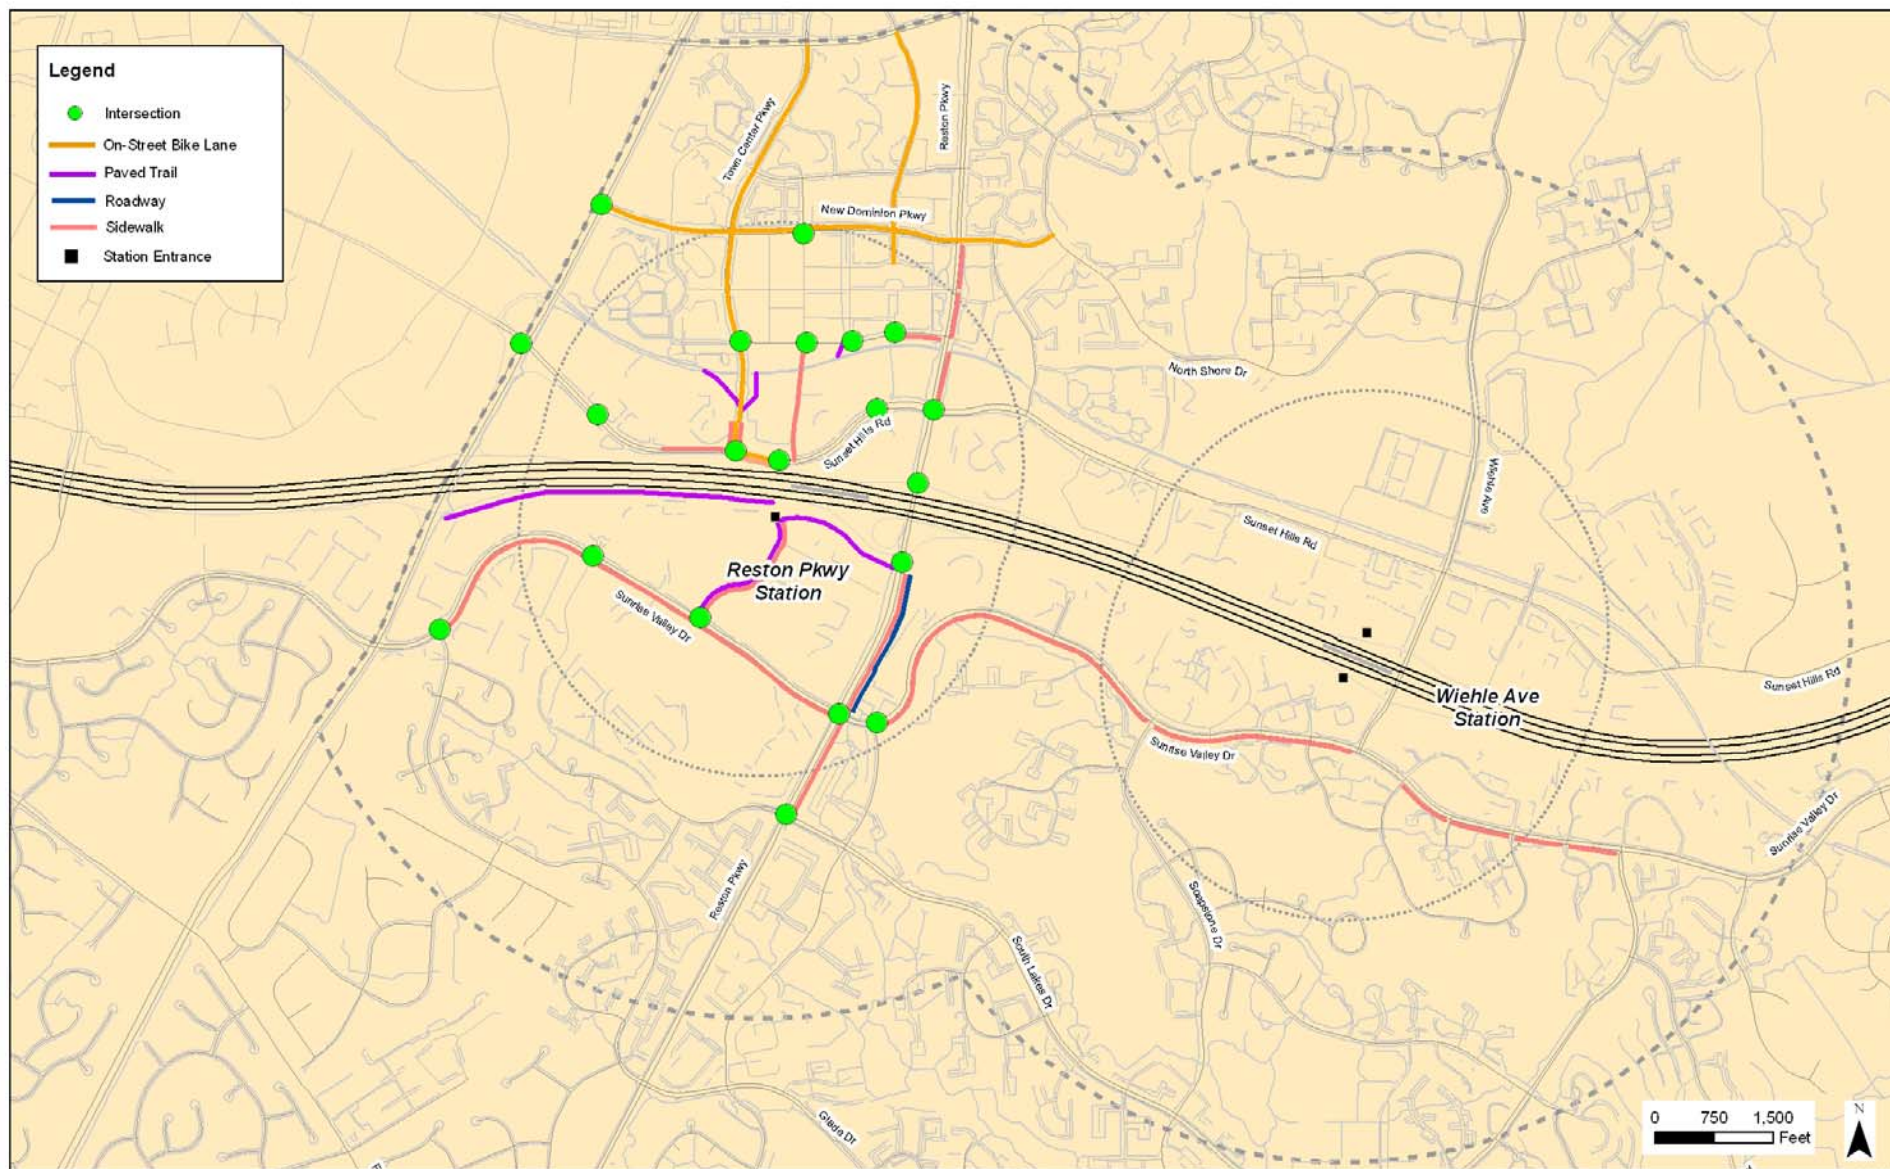 Legend
Intersection
On-Street Bike Lane
Paved Trail
Roadway
Sidewalk
Station Entrance
Town Center Pkwy
Reston Pkwy
New Dominion Pkwy
North Shore Dr
Sunset Hills Rd
Wiehle Ave
Sunset Hills Rd
Reston Pkwy
Station
Sunrise Valley Dr
Sunset Hills Rd
Wiehle Ave
Station
Sunrise Valley Dr
Sunrise Valley Dr
Reston Pkwy
Soapstone Dr
South Lakes Dr
Glade Dr
N
0 750 1,500
Feet